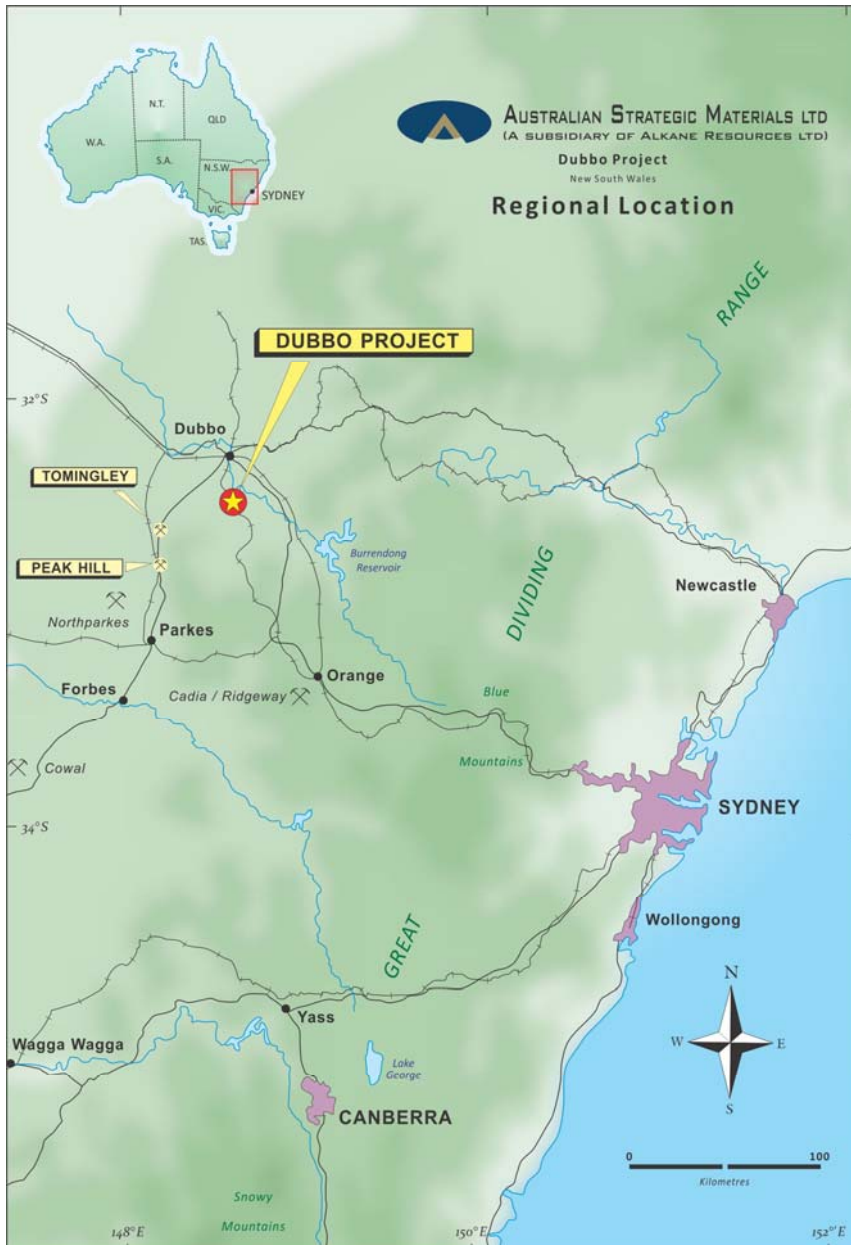 N.T.
QLD
W.A.
S.A.
N.S.W.
SYDNEY
VIC.
TAS.
AUSTRALIAN STRATEGIC MATERIALS LTD
(A SUBSIDIARY OF ALKANE RESOURCES LTD)
Dubbo Project
New South Wales
Regional Location
RANGE
DUBBO PROJECT
32°S
Dubbo
TOMINGLEY
PEAK HILL
Burrendong
Reservoir
DIVIDING
Newcastle
Northparkes
Parkes
Orange
Forbes
Cadia / Ridgeway
Blue
Mountains
Cowal
SYDNEY
34°S
Wollongong
GREAT
Yass
Wagga Wagga
Lake
George
CANBERRA
N
W
E
S
0
100
Kilometres
Snowy
Mountains
148°E
150°E
152°E